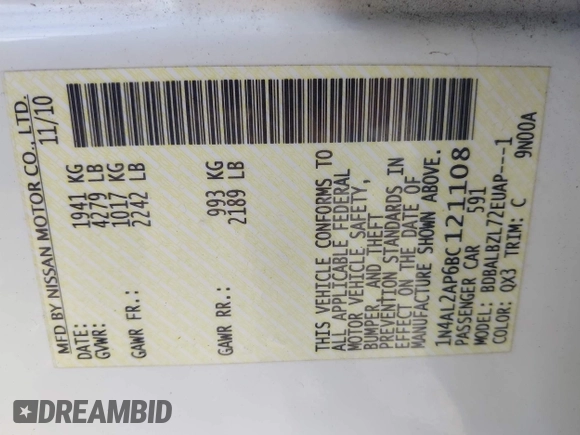 MFD BY NISSAN MOTOR CO., LTD.
DATE: 11/10
GVWR: 1941 KG
4279 LB
GAWR FR.: 1017 KG
2242 LB
GAWR RR.: 993 KG
2189 LB
THIS VEHICLE CONFORMS TO
ALL APPLICABLE FEDERAL
MOTOR VEHICLE SAFETY,
BUMPER, AND THEFT
PREVENTION STANDARDS IN
EFFECT ON THE DATE OF
MANUFACTURE SHOWN ABOVE.
1N4AL2AP6BC121108
PASSENGER CAR 591
MODEL: BDBALBZL72EUAP---1
COLOR: QX3 TRIM: C 9N00A
DREAMBID